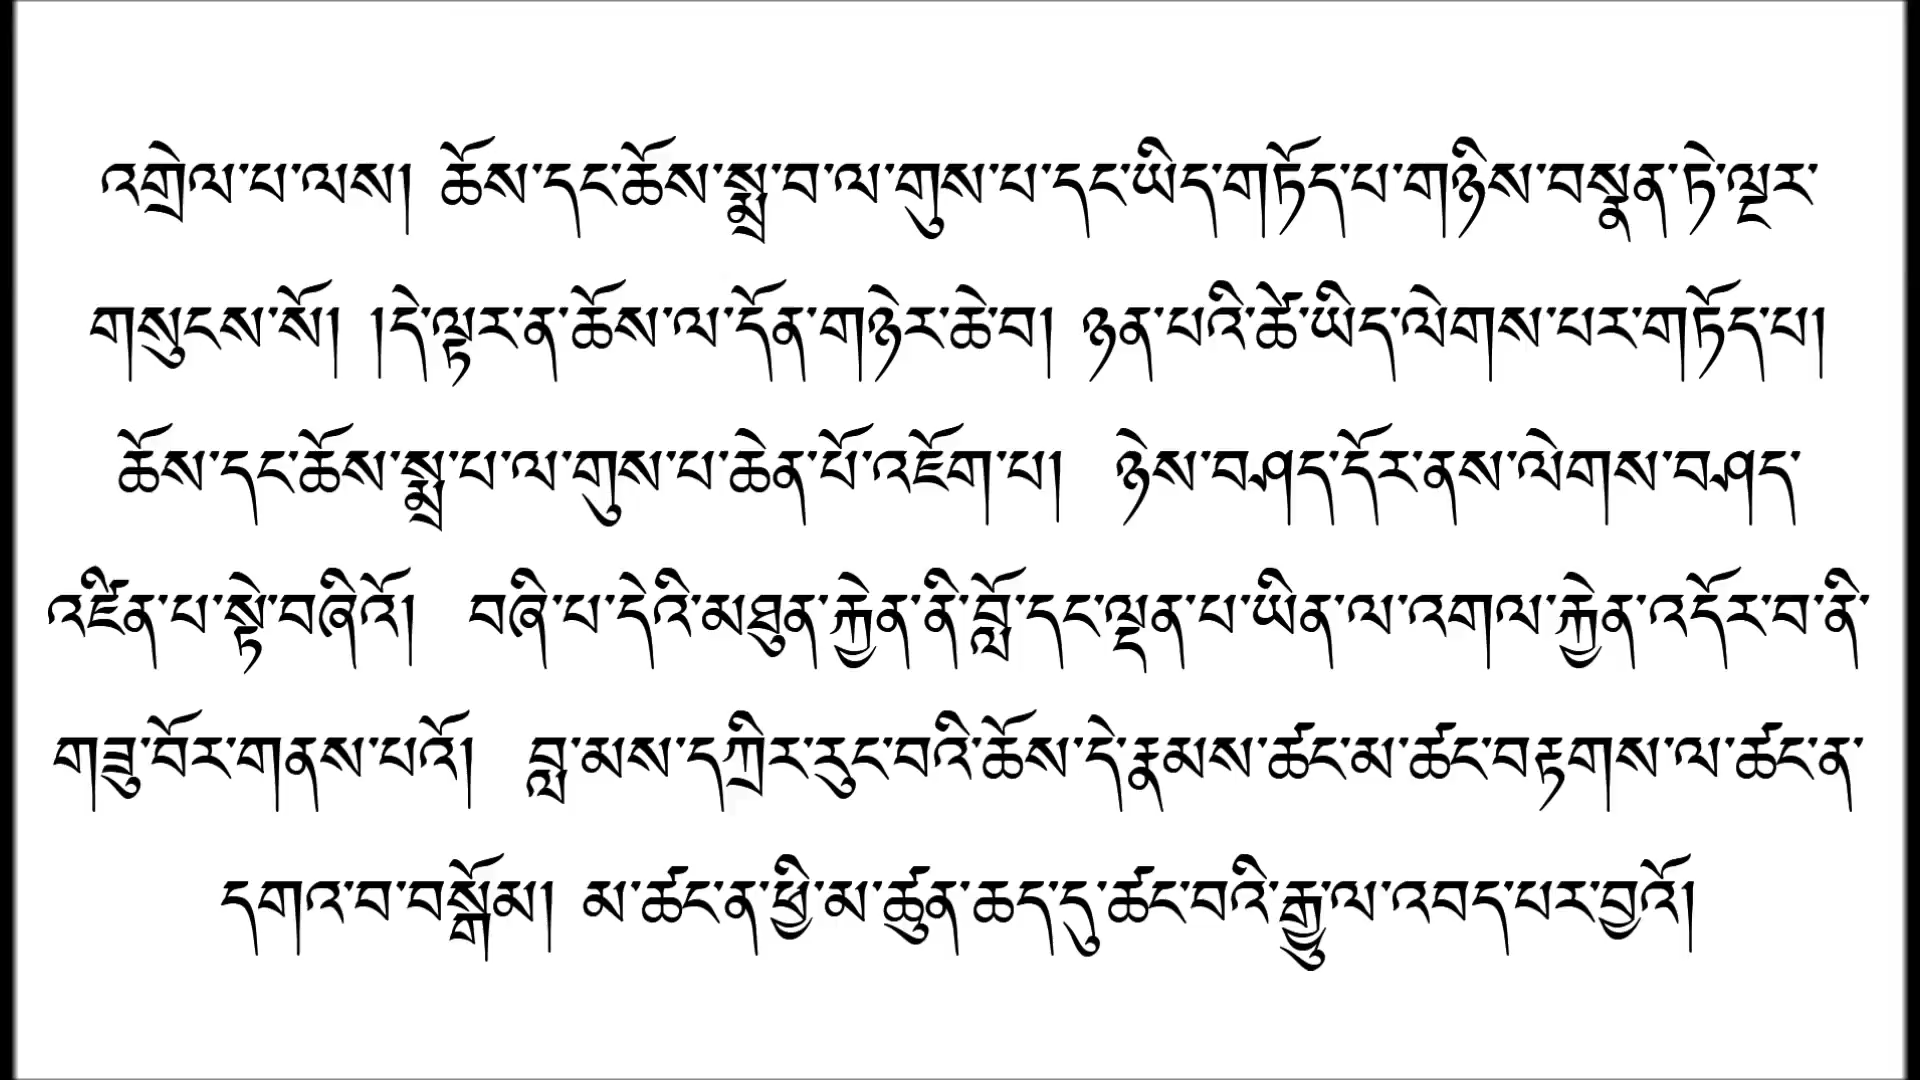 འགྲེལ་པ་ལས། ཆོས་དང་ཆོས་སྨྲ་བ་ལ་གུས་པ་དང་ཡིད་གཏོད་པ་གཉིས་བསྣན་ཏེ་ལྔར་
གསུངས་སོ། །དེ་ལྟར་ན་ཆོས་ལ་དོན་གཉེར་ཆེ་བ། ཉན་པའི་ཚེ་ཡིད་ལེགས་པར་གཏོད་པ།
ཆོས་དང་ཆོས་སྨྲ་པ་ལ་གུས་པ་ཆེན་པོ་འཇོག་པ། ཉེས་བཤད་དོར་ནས་ལེགས་བཤད་
འཛིན་པ་སྟེ་བཞིའོ། བཞི་པ་དེའི་མཐུན་རྐྱེན་ནི་བློ་དང་ལྡན་པ་ཡིན་ལ་འགལ་རྐྱེན་འདོར་བ་ནི་
གཟུ་བོར་གནས་པའོ། བླ་མས་དཀྲིར་རུང་བའི་ཆོས་དེ་རྣམས་ཚང་མ་ཚང་བརྟགས་ལ་ཚང་ན་
དགའ་བ་བསྒོམ། མ་ཚང་ན་ཕྱི་མ་ཚུན་ཆད་དུ་ཚང་བའི་རྒྱུ་ལ་འབད་པར་བྱའོ།